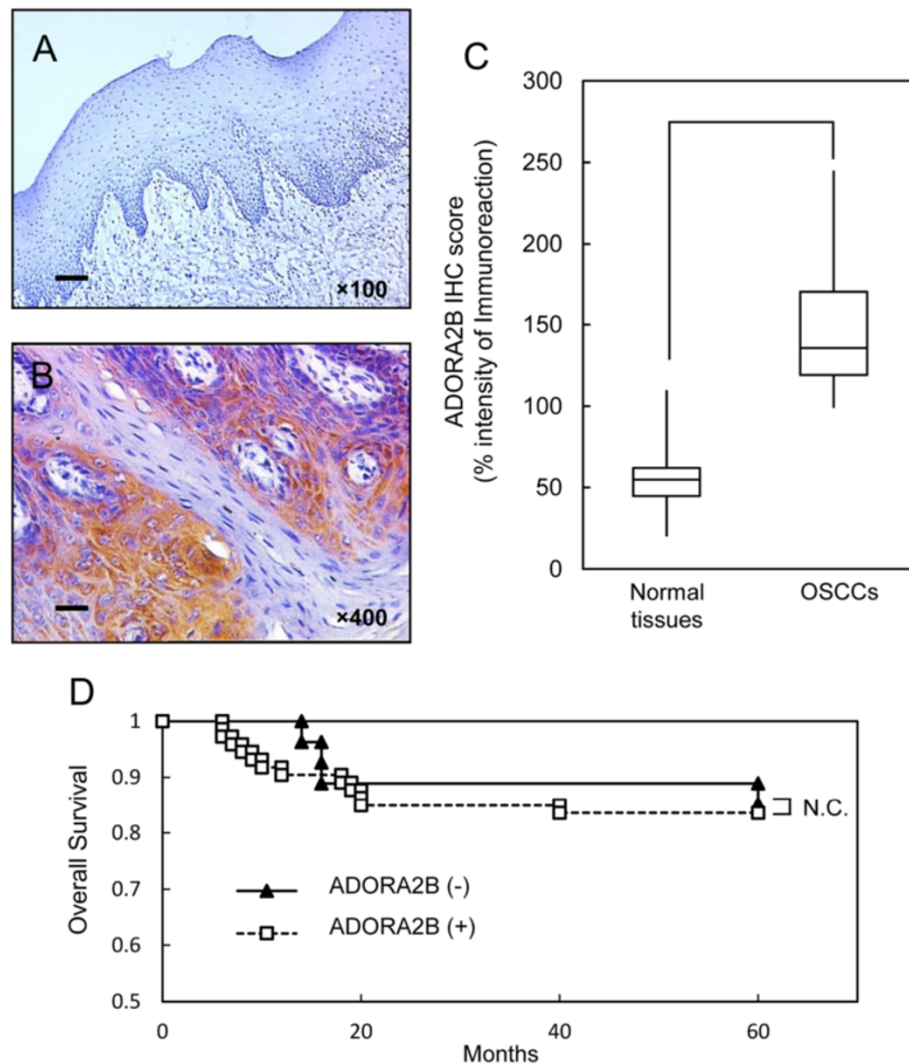 A
×100
B
×400
C
ADORA2B IHC score
(% intensity of Immunoreaction)
300
250
200
150
100
50
0
Normal
tissues
OSCCs
D
Overall Survival
1
0.9
0.8
0.7
0.6
0.5
ADORA2B (-)
ADORA2B (+)
N.C.
0
20
40
60
Months